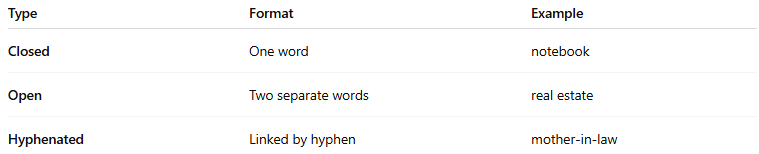 Type Format Example
Closed One word notebook
Open Two separate words real estate
Hyphenated Linked by hyphen mother-in-law